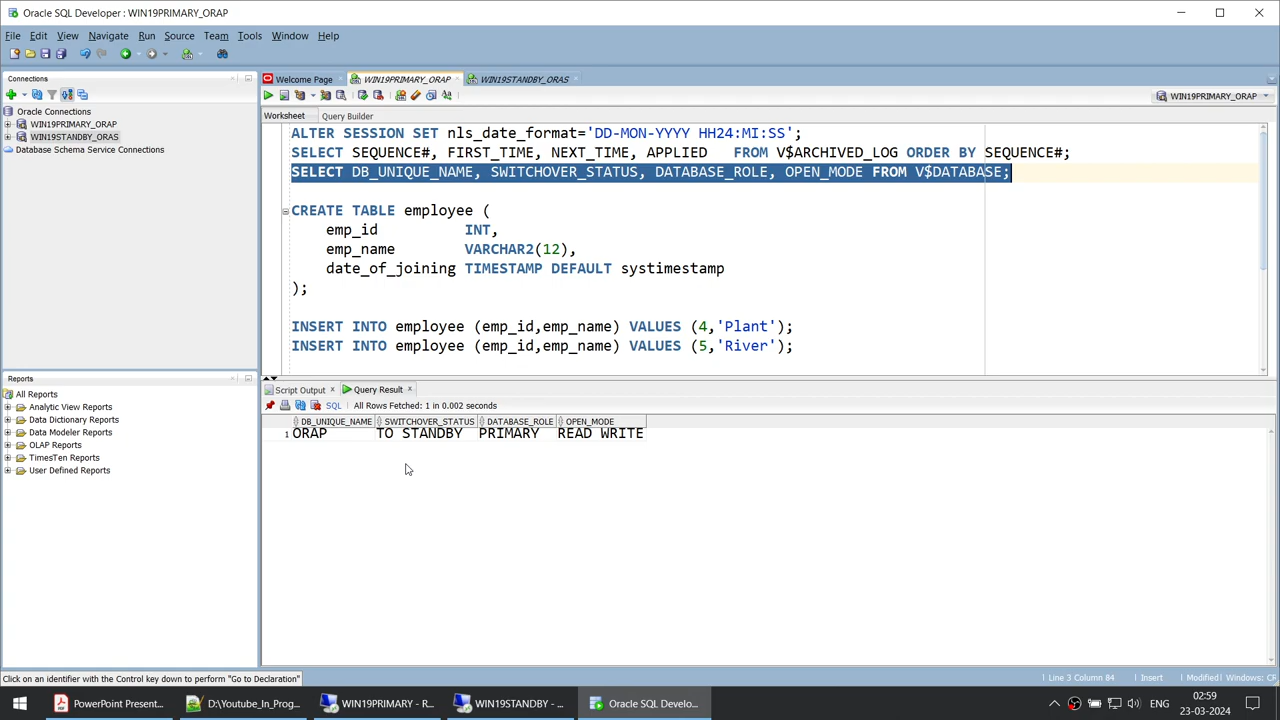 Oracle SQL Developer : WIN19PRIMARY_ORAP
File Edit View Navigate Run Source Team Tools Window Help
Connections
Oracle Connections
WIN19PRIMARY_ORAP
WIN19STANDBY_ORAS
Database Schema Service Connections
Reports
All Reports
Analytic View Reports
Data Dictionary Reports
Data Modeler Reports
OLAP Reports
TimesTen Reports
User Defined Reports
Welcome Page WIN19PRIMARY_ORAP WIN19STANDBY_ORAS
WIN19PRIMARY_ORAP
Worksheet Query Builder
ALTER SESSION SET nls_date_format='DD-MON-YYYY HH24:MI:SS';
SELECT SEQUENCE#, FIRST_TIME, NEXT_TIME, APPLIED FROM V$ARCHIVED_LOG ORDER BY SEQUENCE#;
SELECT DB_UNIQUE_NAME, SWITCHOVER_STATUS, DATABASE_ROLE, OPEN_MODE FROM V$DATABASE;
CREATE TABLE employee (
emp_id INT,
emp_name VARCHAR2(12),
date_of_joining TIMESTAMP DEFAULT systimestamp
);
INSERT INTO employee (emp_id,emp_name) VALUES (4,'Plant');
INSERT INTO employee (emp_id,emp_name) VALUES (5,'River');
Script Output Query Result
SQL All Rows Fetched: 1 in 0.002 seconds
DB_UNIQUE_NAME SWITCHOVER_STATUS DATABASE_ROLE OPEN_MODE
1 ORAP TO STANDBY PRIMARY READ WRITE
Click on an identifier with the Control key down to perform "Go to Declaration"
Line 3 Column 84 Insert Modified Windows: CF
PowerPoint Present... D:\Youtube_In_Prog... WIN19PRIMARY - R... WIN19STANDBY - ... Oracle SQL Develo...
ENG
02:59
23-03-2024